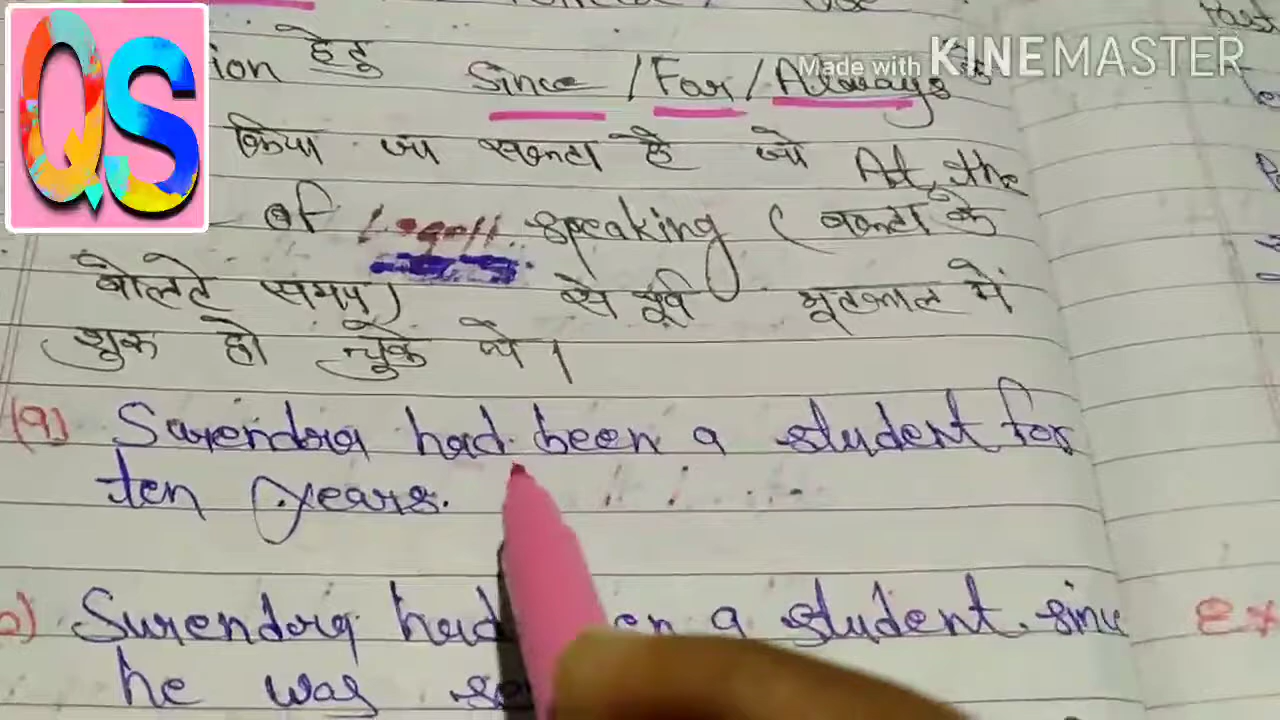 QS
Made with KINEMASTER
ion हेतु Since / For / Always के
किया जा सकता है जो At the
of speaking ( वक्ता के
बोलते समय) से पूर्व भूतकाल में
शुरू हो चुके थे।
(a) Surendra had been a student for
ten years.
Surendra had a student since
he was